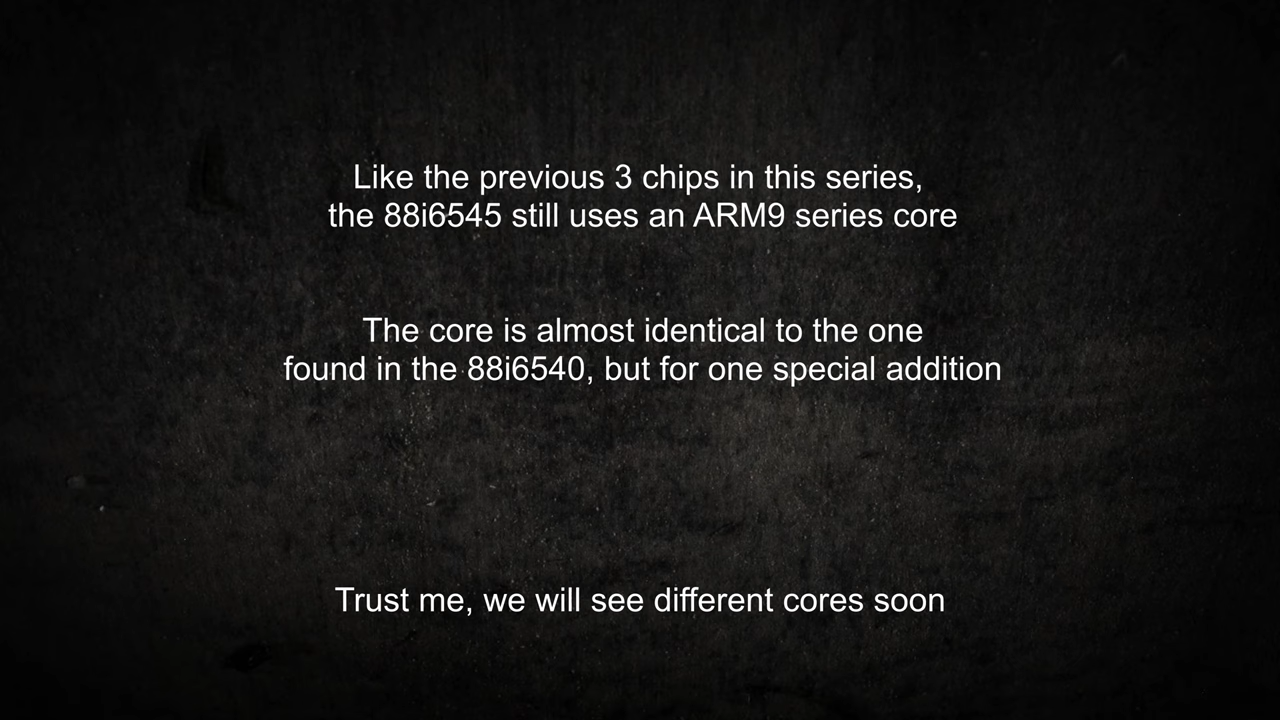 Like the previous 3 chips in this series,
the 88i6545 still uses an ARM9 series core
The core is almost identical to the one
found in the 88i6540, but for one special addition
Trust me, we will see different cores soon